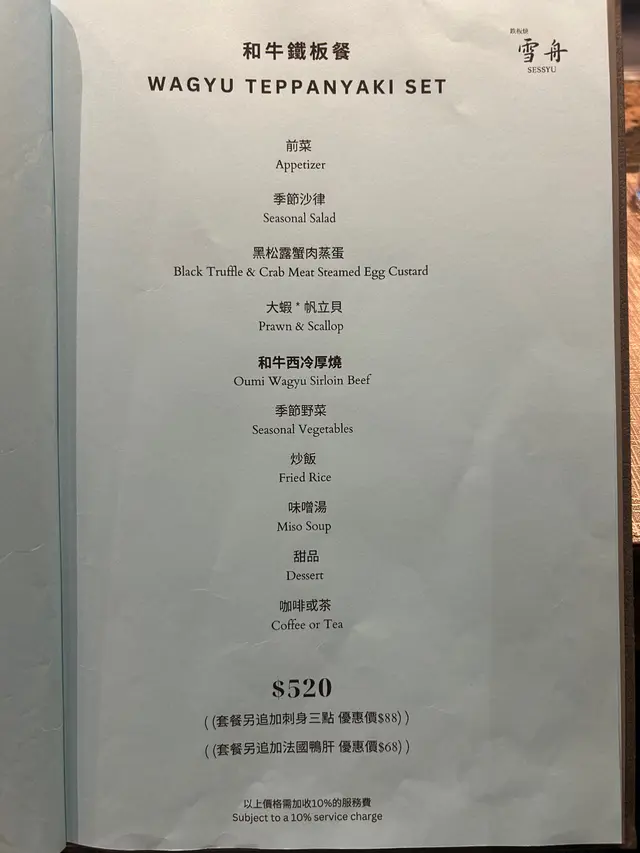 鉄板焼
雪舟
SESSYU
和牛鐵板餐
WAGYU TEPPANYAKI SET
前菜
Appetizer
季節沙律
Seasonal Salad
黑松露蟹肉蒸蛋
Black Truffle & Crab Meat Steamed Egg Custard
大蝦 * 帆立貝
Prawn & Scallop
和牛西冷厚燒
Oumi Wagyu Sirloin Beef
季節野菜
Seasonal Vegetables
炒飯
Fried Rice
味噌湯
Miso Soup
甜品
Dessert
咖啡或茶
Coffee or Tea
$520
((套餐另追加刺身三點 優惠價$88))
((套餐另追加法國鴨肝 優惠價$68))
以上價格需加收10%的服務費
Subject to a 10% service charge